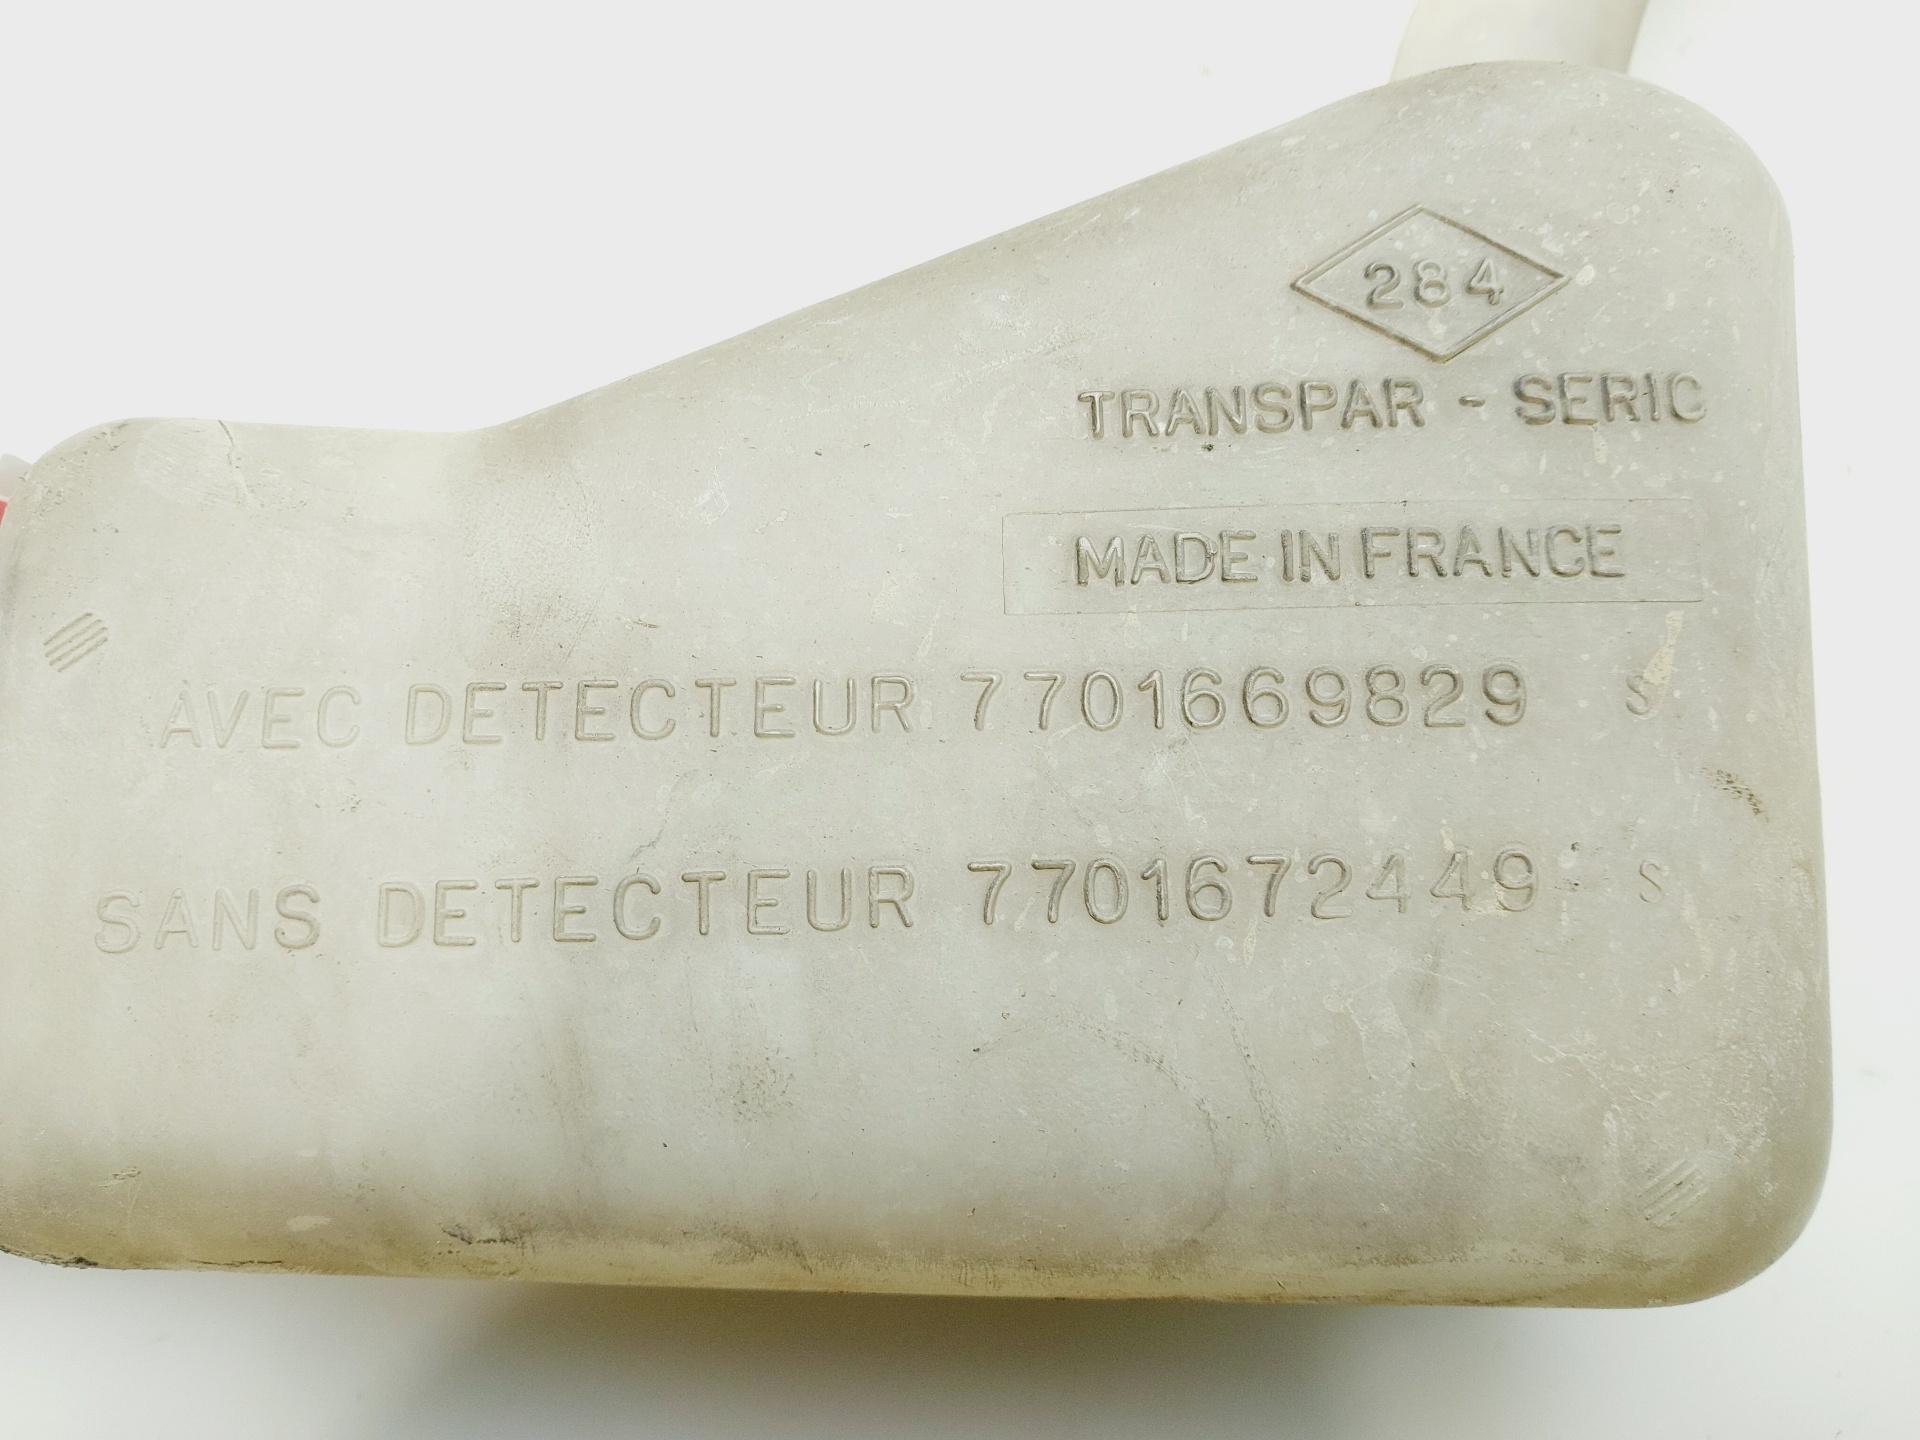 284
TRANSPAR - SERIC
MADE IN FRANCE
AVEC DETECTEUR 7701669829 S
SANS DETECTEUR 7701672449 S